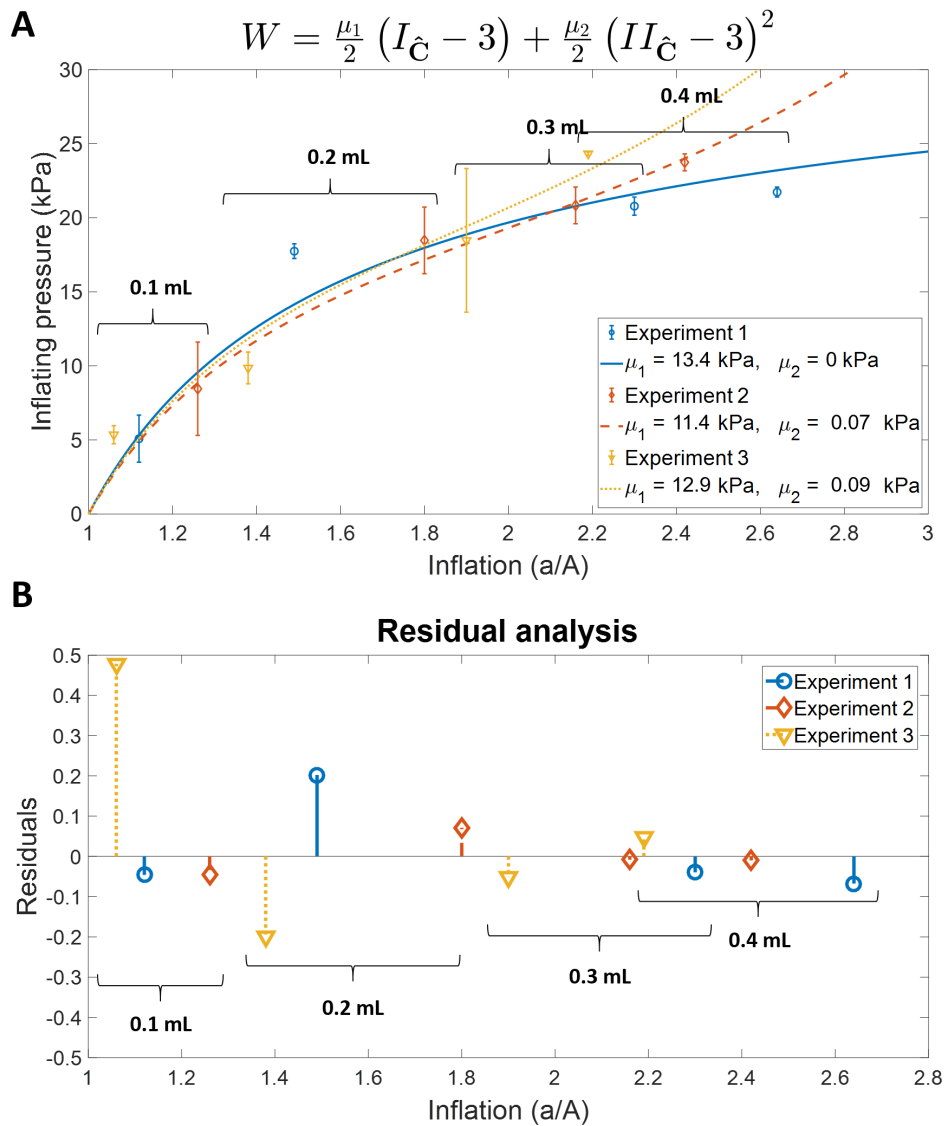 A
W = μ₁/2 (I_Ĉ − 3) + μ₂/2 (II_Ĉ − 3)²
30
25
20
15
10
5
0
Inflating pressure (kPa)
0.1 mL
0.2 mL
0.3 mL
0.4 mL
Experiment 1
μ₁ = 13.4 kPa, μ₂ = 0 kPa
Experiment 2
μ₁ = 11.4 kPa, μ₂ = 0.07 kPa
Experiment 3
μ₁ = 12.9 kPa, μ₂ = 0.09 kPa
1 1.2 1.4 1.6 1.8 2 2.2 2.4 2.6 2.8 3
Inflation (a/A)
B
Residual analysis
0.5
0.4
0.3
0.2
0.1
0
-0.1
-0.2
-0.3
-0.4
-0.5
Residuals
Experiment 1
Experiment 2
Experiment 3
0.1 mL
0.2 mL
0.3 mL
0.4 mL
1 1.2 1.4 1.6 1.8 2 2.2 2.4 2.6 2.8
Inflation (a/A)